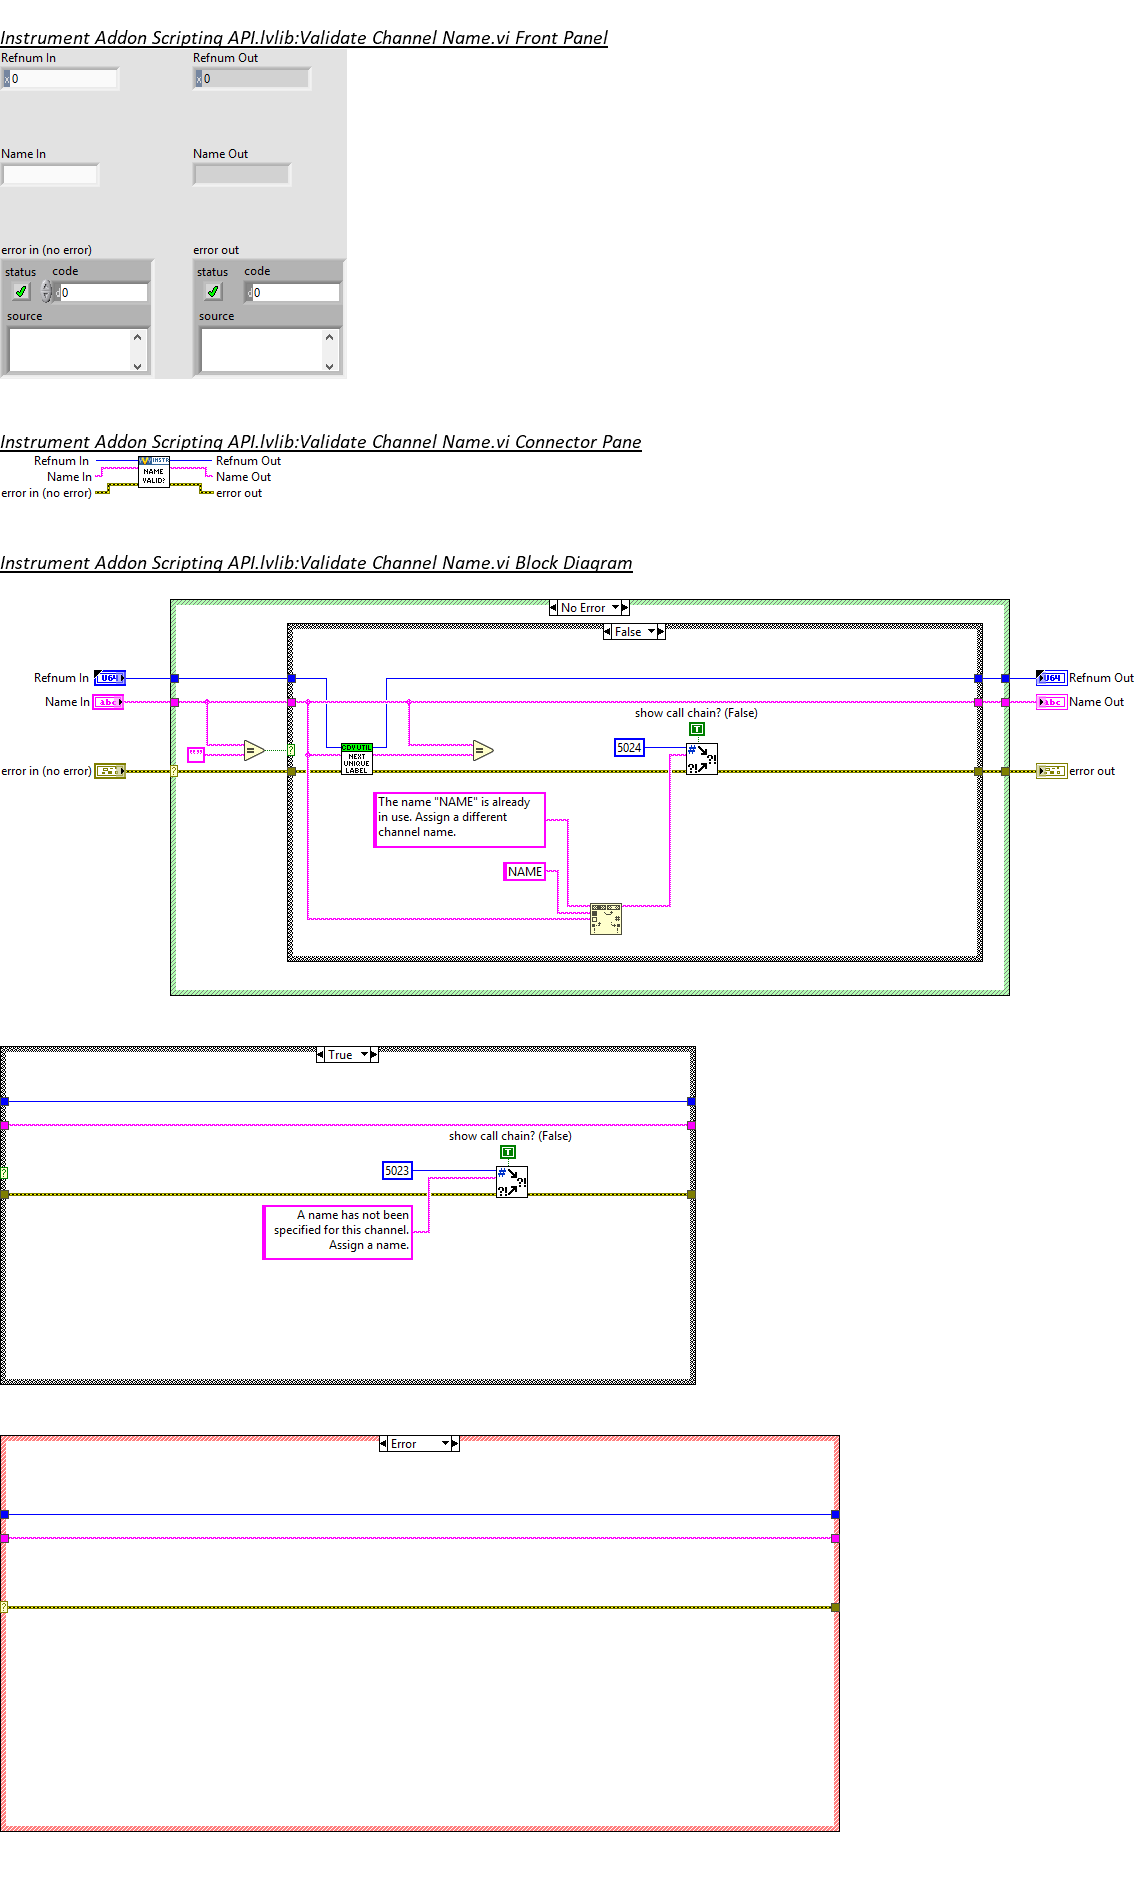 Instrument Addon Scripting API.lvlib:Validate Channel Name.vi Front Panel
Refnum In
Refnum Out
x 0
x 0
Name In
Name Out
error in (no error)
error out
status code
status code
d 0
d 0
source
source
Instrument Addon Scripting API.lvlib:Validate Channel Name.vi Connector Pane
Refnum In
INSTR
Refnum Out
Name In
NAME
VALID?
Name Out
error in (no error)
error out
Instrument Addon Scripting API.lvlib:Validate Channel Name.vi Block Diagram
No Error
False
Refnum In
U64
U64
Refnum Out
Name In
abc
abc
Name Out
show call chain? (False)
T
""
=
?
NEXT
UNIQUE
LABEL
=
5024
#
?!
?!
error in (no error)
?
error out
The name "NAME" is already
in use. Assign a different
channel name.
NAME
#
True
show call chain? (False)
T
?
5023
#
?!
?!
A name has not been
specified for this channel.
Assign a name.
Error
?